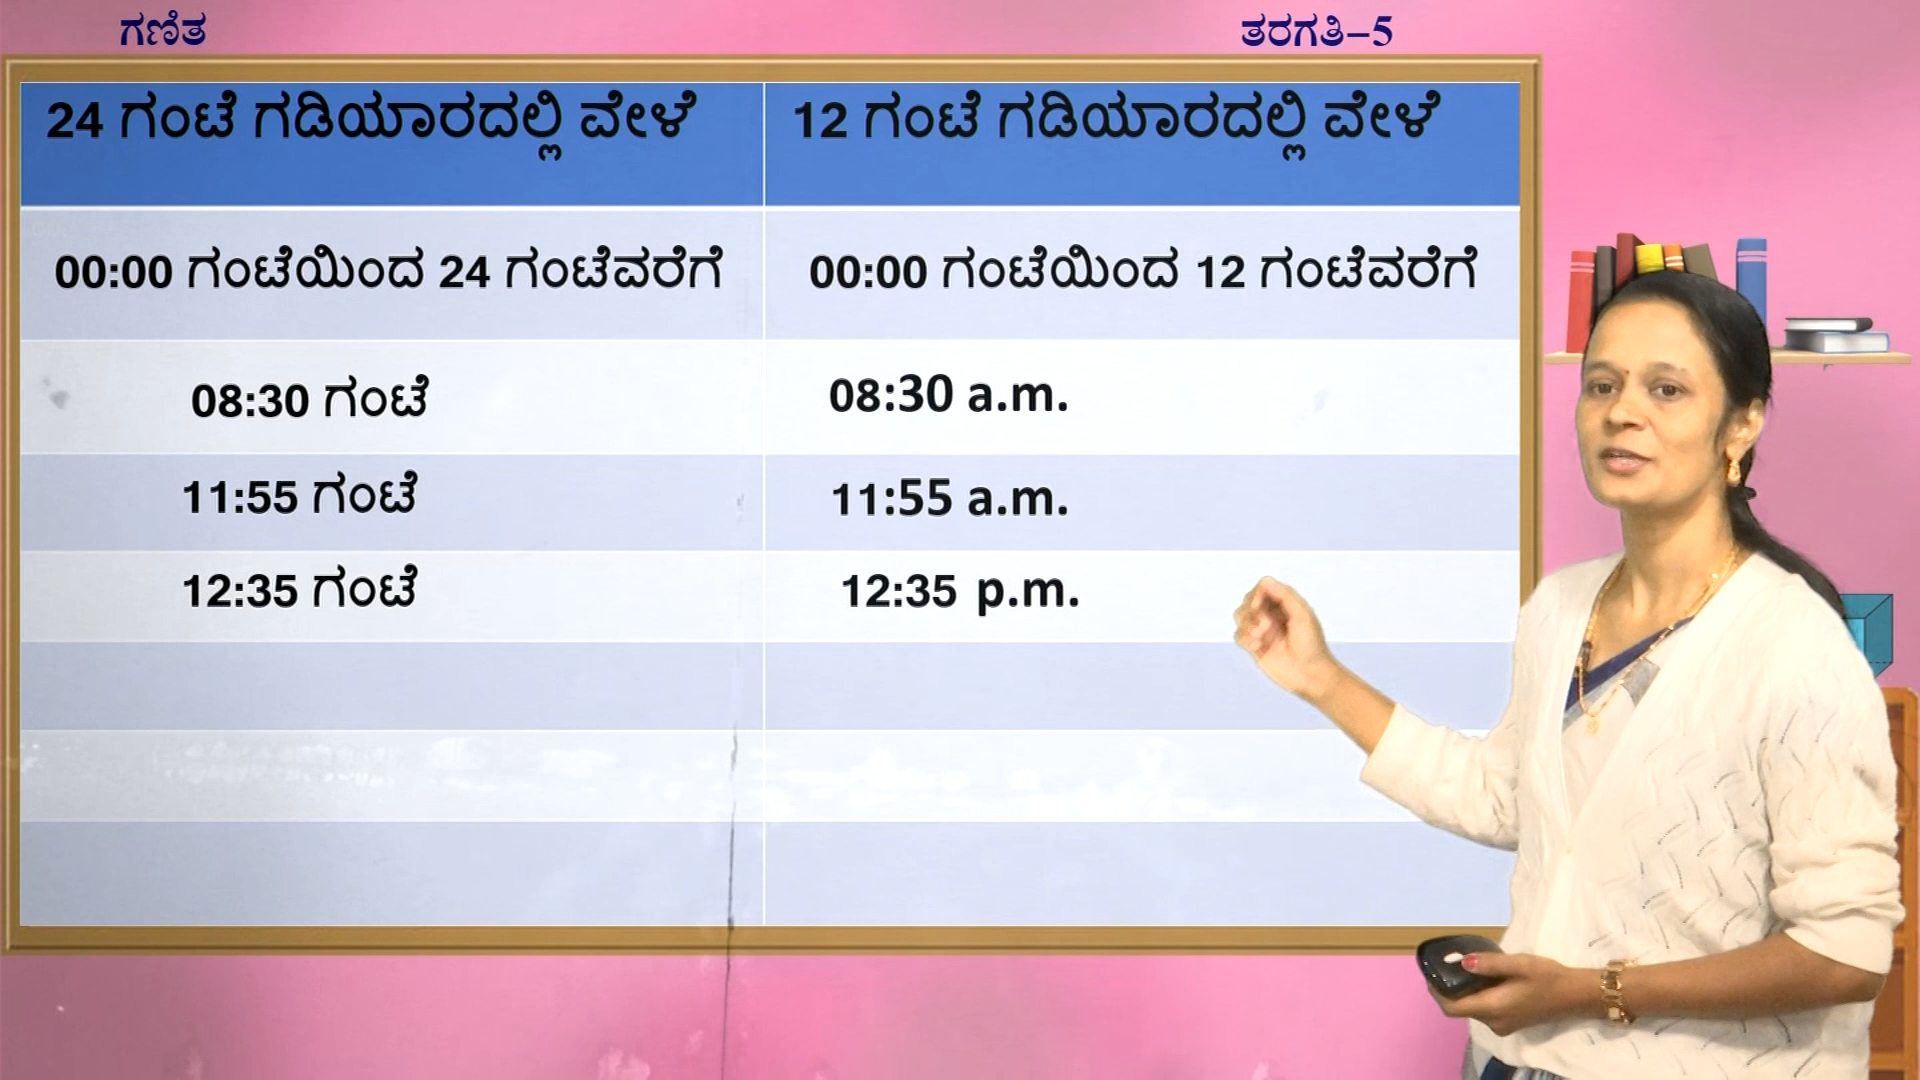 ಗಣಿತ
ತರಗತಿ–5
24 ಗಂಟೆ ಗಡಿಯಾರದಲ್ಲಿ ವೇಳೆ
12 ಗಂಟೆ ಗಡಿಯಾರದಲ್ಲಿ ವೇಳೆ
00:00 ಗಂಟೆಯಿಂದ 24 ಗಂಟೆವರೆಗೆ
00:00 ಗಂಟೆಯಿಂದ 12 ಗಂಟೆವರೆಗೆ
08:30 ಗಂಟೆ
08:30 a.m.
11:55 ಗಂಟೆ
11:55 a.m.
12:35 ಗಂಟೆ
12:35 p.m.